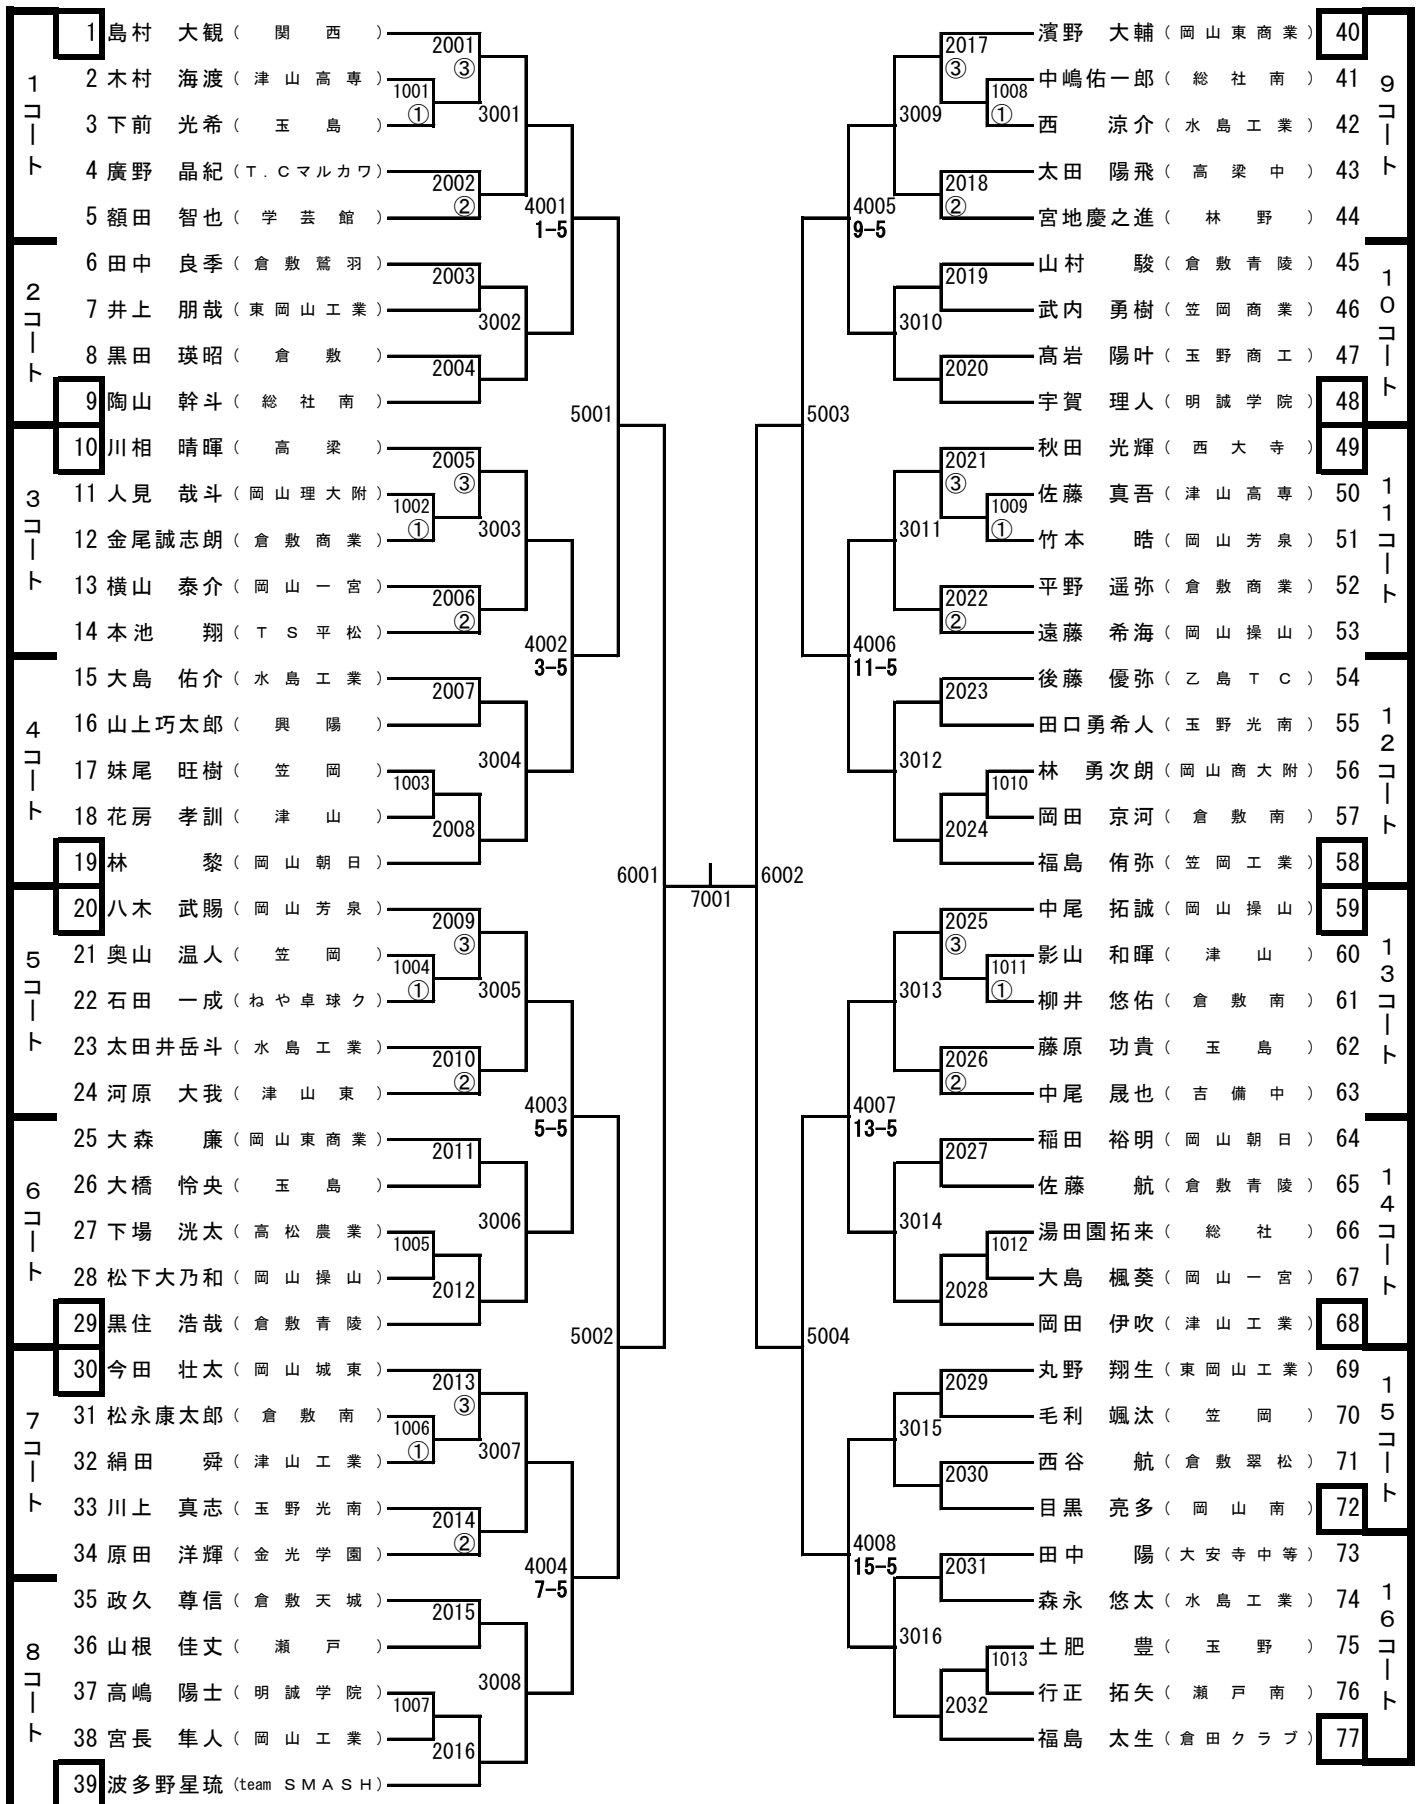 1コート
1 島村 大観 (関西)
2 木村 海渡 (津山高専)
3 下前 光希 (玉島)
4 廣野 晶紀 (T.Cマルカワ)
5 額田 智也 (学芸館)
2001 ③
1001 ①
3001
2002 ②
4001
1-5
2コート
6 田中 良季 (倉敷鷲羽)
7 井上 朋哉 (東岡山工業)
8 黒田 瑛昭 (倉敷)
9 陶山 幹斗 (総社南)
2003
3002
2004
5001
3コート
10 川相 晴暉 (高梁)
11 人見 哉斗 (岡山理大附)
12 金尾誠志朗 (倉敷商業)
13 横山 泰介 (岡山一宮)
14 本池 翔 (TS平松)
2005 ③
1002 ①
3003
2006 ②
4002
3-5
4コート
15 大島 佑介 (水島工業)
16 山上巧太郎 (興陽)
17 妹尾 旺樹 (笠岡)
18 花房 孝訓 (津山)
19 林 黎 (岡山朝日)
2007
3004
1003
2008
6001
5コート
20 八木 武賜 (岡山芳泉)
21 奥山 温人 (笠岡)
22 石田 一成 (ねや卓球ク)
23 太田井岳斗 (水島工業)
24 河原 大我 (津山東)
2009 ③
1004 ①
3005
2010 ②
4003
5-5
6コート
25 大森 廉 (岡山東商業)
26 大橋 怜央 (玉島)
27 下場 洸太 (高松農業)
28 松下大乃和 (岡山操山)
29 黒住 浩哉 (倉敷青陵)
2011
3006
1005
2012
5002
7コート
30 今田 壮太 (岡山城東)
31 松永康太郎 (倉敷南)
32 絹田 舜 (津山工業)
33 川上 真志 (玉野光南)
34 原田 洋輝 (金光学園)
2013 ③
1006 ①
3007
2014 ②
4004
7-5
8コート
35 政久 尊信 (倉敷天城)
36 山根 佳丈 (瀬戸)
37 高嶋 陽士 (明誠学院)
38 宮長 隼人 (岡山工業)
39 波多野星琉 (team SMASH)
2015
3008
1007
2016
7001
9コート
濱野 大輔 (岡山東商業) 40
中嶋佑一郎 (総社南) 41
西 涼介 (水島工業) 42
太田 陽飛 (高梁中) 43
宮地慶之進 (林野) 44
2017 ③
1008 ①
3009
2018 ②
4005
9-5
10コート
山村 駿 (倉敷青陵) 45
武内 勇樹 (笠岡商業) 46
髙岩 陽叶 (玉野商工) 47
宇賀 理人 (明誠学院) 48
2019
3010
2020
5003
11コート
秋田 光輝 (西大寺) 49
佐藤 真吾 (津山高専) 50
竹本 晧 (岡山芳泉) 51
平野 遥弥 (倉敷商業) 52
遠藤 希海 (岡山操山) 53
2021 ③
1009 ①
3011
2022 ②
4006
11-5
12コート
後藤 優弥 (乙島TC) 54
田口勇希人 (玉野光南) 55
林 勇次朗 (岡山商大附) 56
岡田 京河 (倉敷南) 57
福島 侑弥 (笠岡工業) 58
2023
3012
1010
2024
6002
13コート
中尾 拓誠 (岡山操山) 59
影山 和暉 (津山) 60
柳井 悠佑 (倉敷南) 61
藤原 功貴 (玉島) 62
中尾 晟也 (吉備中) 63
2025 ③
1011 ①
3013
2026 ②
4007
13-5
14コート
稲田 裕明 (岡山朝日) 64
佐藤 航 (倉敷青陵) 65
湯田園拓来 (総社) 66
大島 楓葵 (岡山一宮) 67
岡田 伊吹 (津山工業) 68
2027
3014
1012
2028
5004
15コート
丸野 翔生 (東岡山工業) 69
毛利 颯汰 (笠岡) 70
西谷 航 (倉敷翠松) 71
目黒 亮多 (岡山南) 72
2029
3015
2030
4008
15-5
16コート
田中 陽 (大安寺中等) 73
森永 悠太 (水島工業) 74
土肥 豊 (玉野) 75
行正 拓矢 (瀬戸南) 76
福島 太生 (倉田クラブ) 77
2031
3016
1013
2032